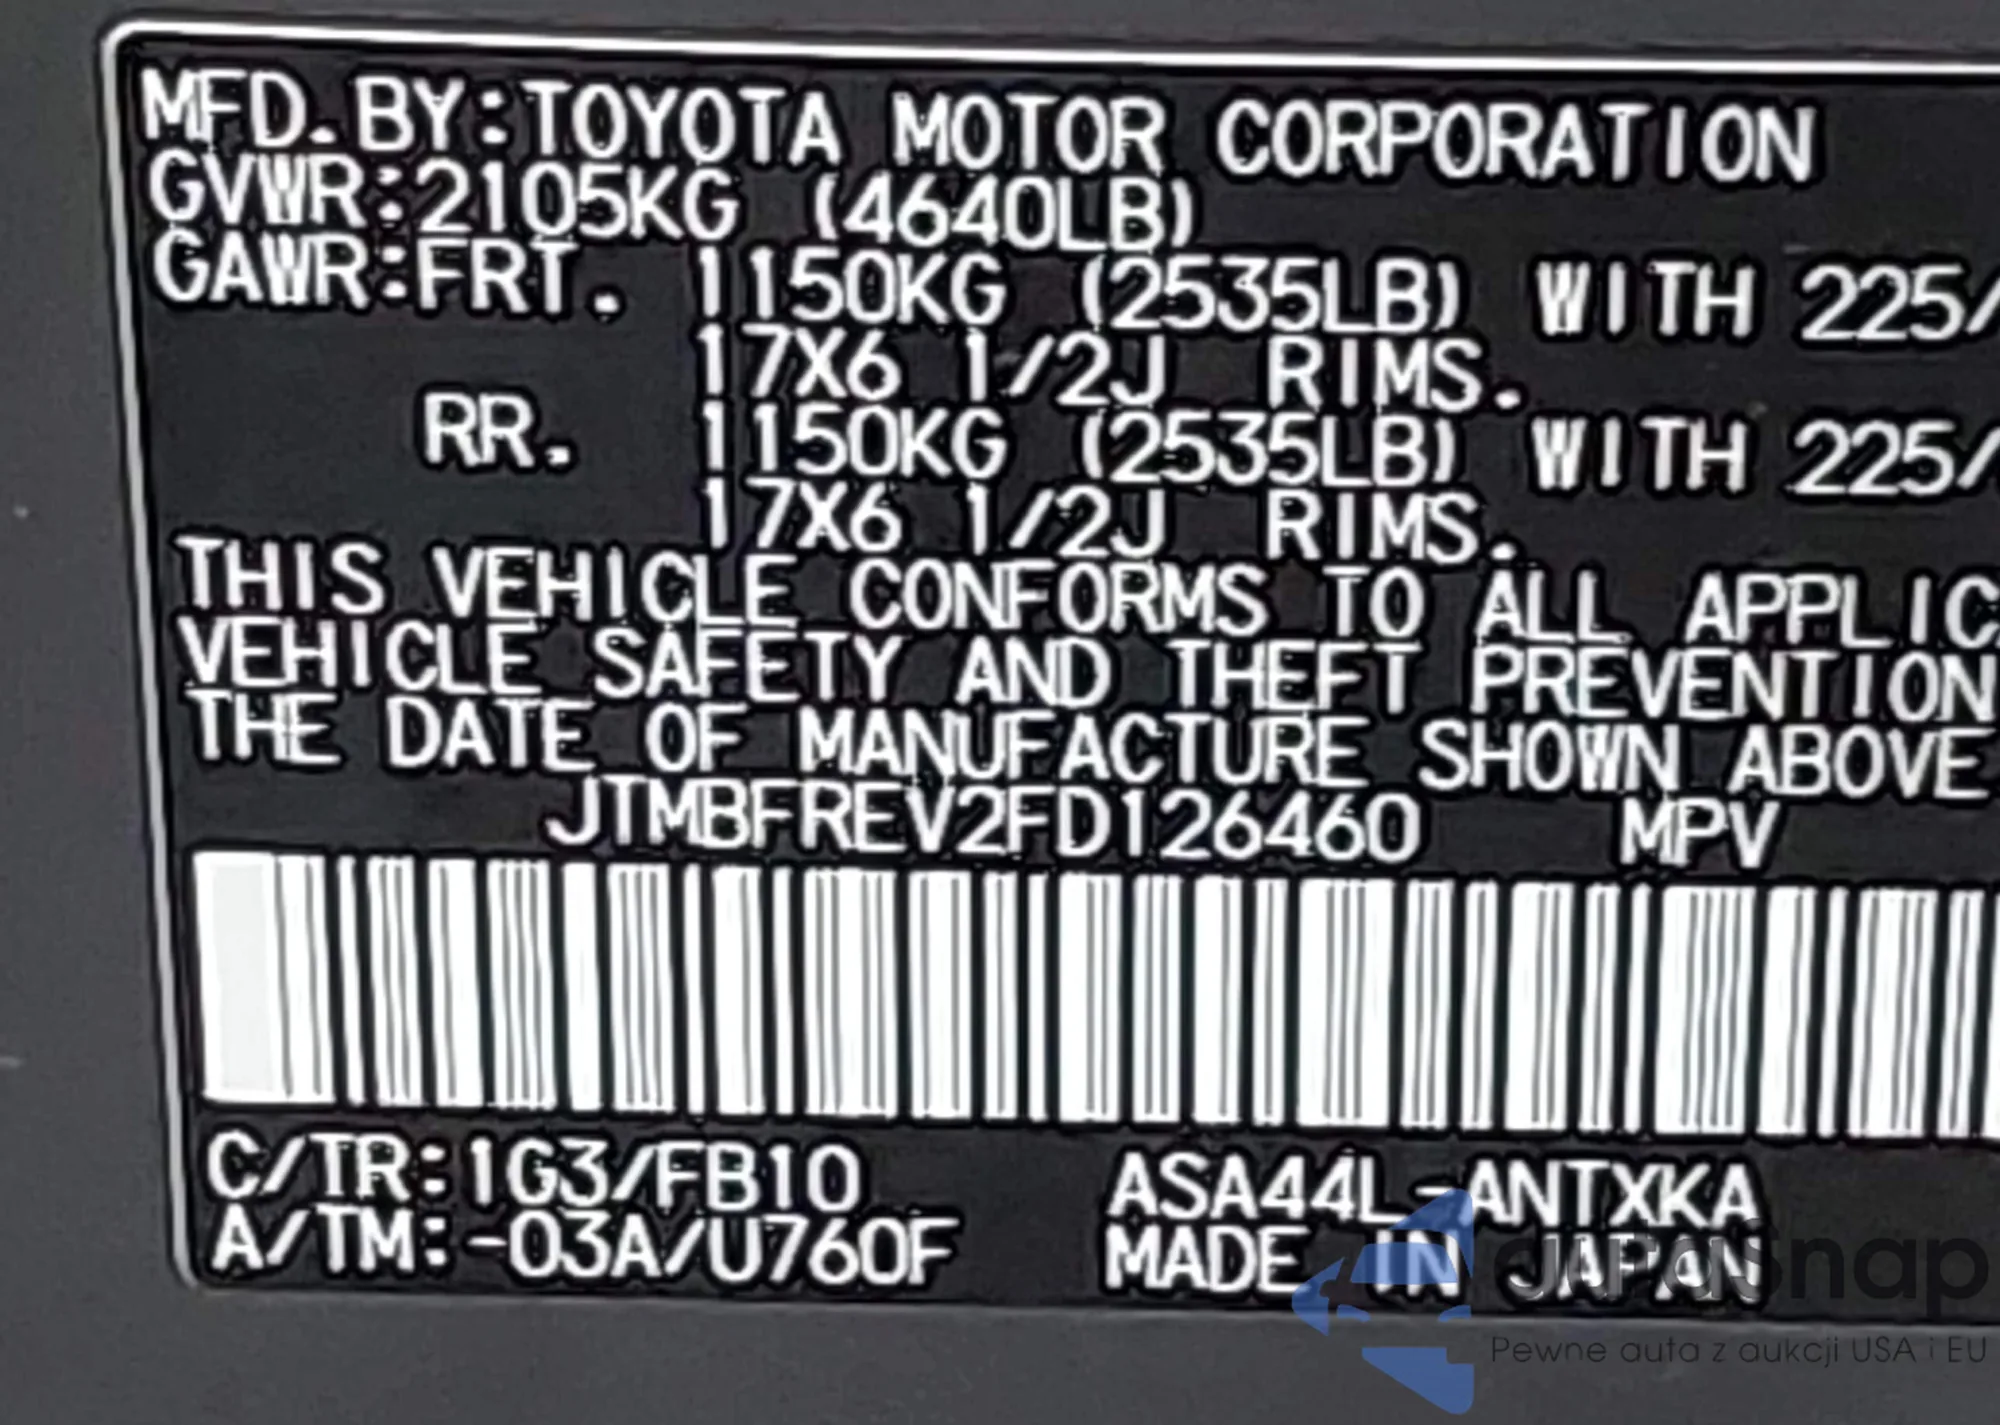 MFD.BY:TOYOTA MOTOR CORPORATION
GVWR:2105KG (4640LB)
GAWR:FRT. 1150KG (2535LB) WITH 225/
17X6 1/2J RIMS.
RR. 1150KG (2535LB) WITH 225/
17X6 1/2J RIMS.
THIS VEHICLE CONFORMS TO ALL APPLIC
VEHICLE SAFETY AND THEFT PREVENTION
THE DATE OF MANUFACTURE SHOWN ABOVE
JTMBFREV2FD126460 MPV
C/TR:1G3/FB10 ASA44L-ANTXKA
A/TM:-03A/U760F MADE IN JAPAN
Pewne auta z aukcji USA i EU